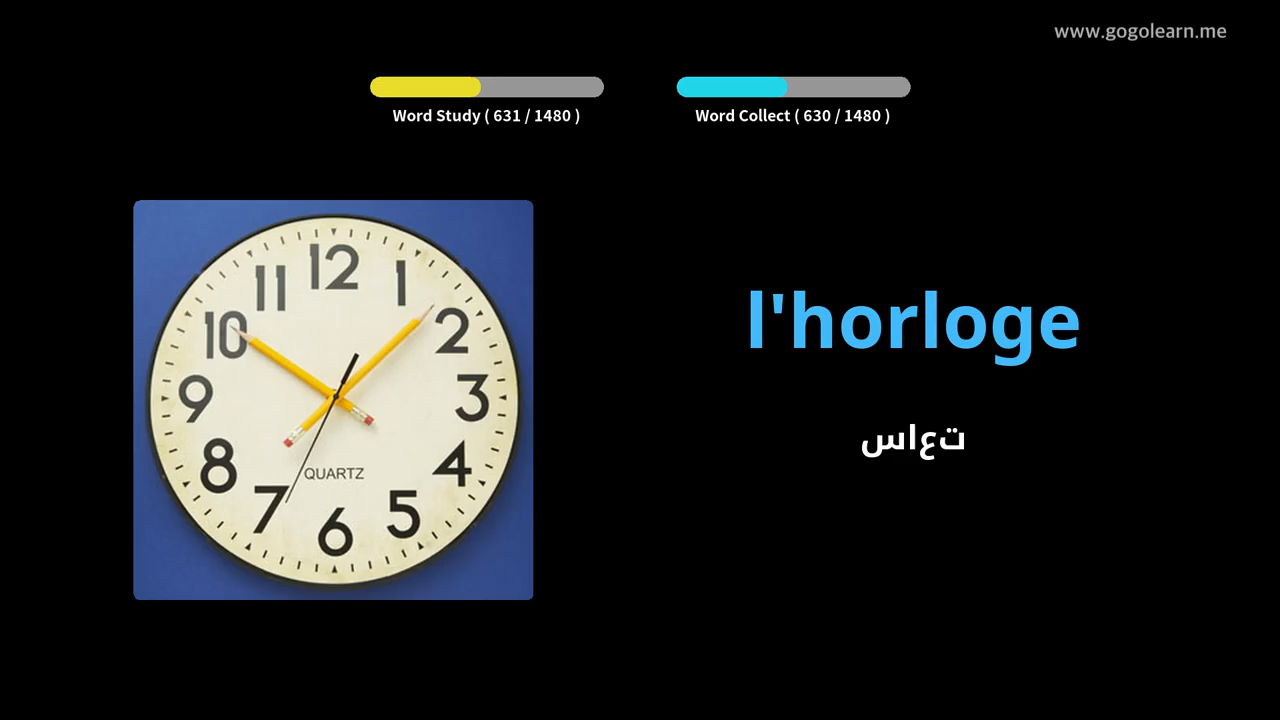 www.gogolearn.me
Word Study ( 631 / 1480 )
Word Collect ( 630 / 1480 )
12
11
1
10
2
9
3
8
4
QUARTZ
7
5
6
l'horloge
تعاس